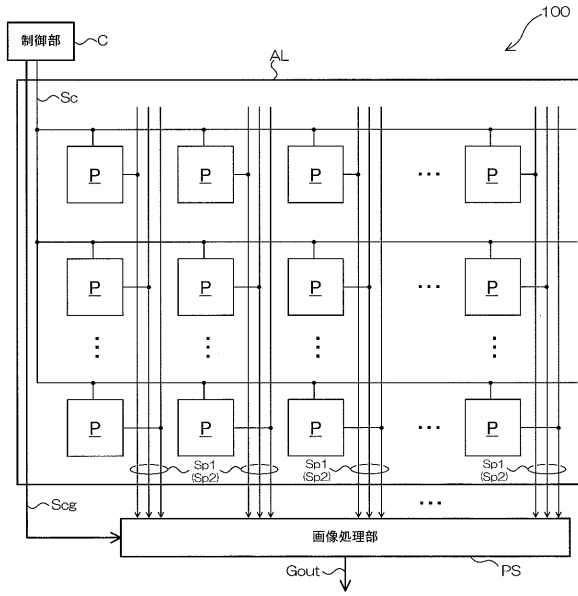 100
制御部
C
AL
Sc
P P P … P
P P P … P
⋮ ⋮ ⋮ ⋮
P P P … P
Sp1 Sp1 Sp1
(Sp2) (Sp2) (Sp2)
Scg
…
画像処理部
Gout
PS